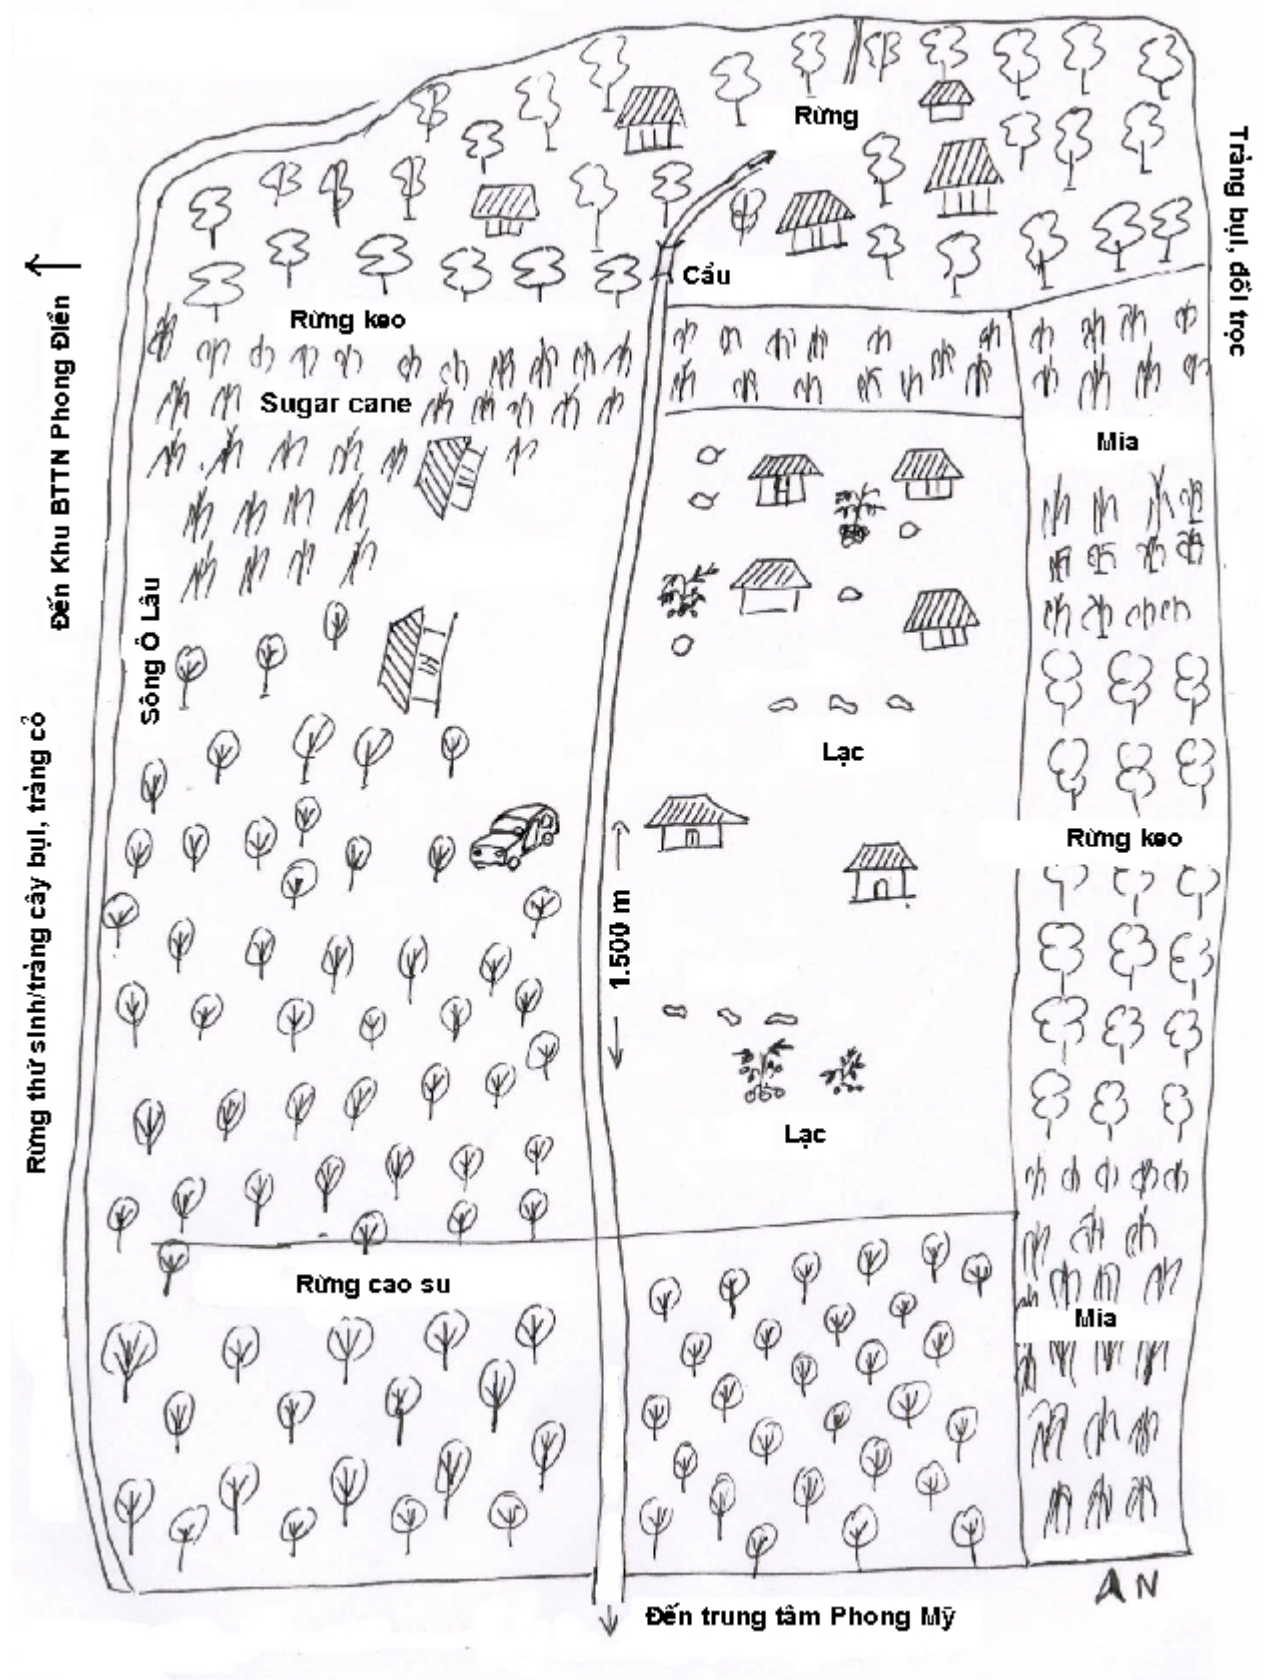 Rừng
Trảng bụi, đồi trọc
Cẩu
Rừng keo
Sugar cane
Mia
Đến Khu BTTN Phong Điền
Sông Ô Lâu
Rừng thứ sinh/trảng cây bụi, trảng cỏ
Lạc
Rừng keo
1.500 m
Lạc
Rừng cao su
Mia
AN
Đến trung tâm Phong Mỹ